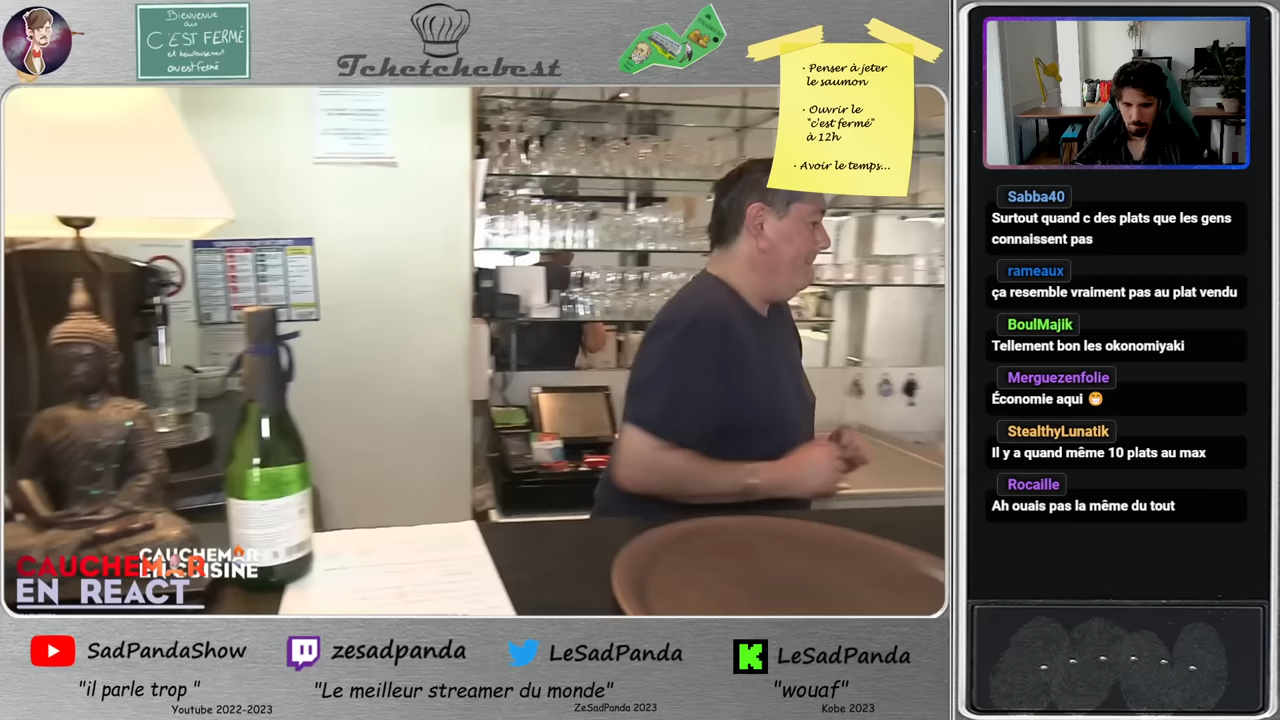 Bienvenue
au
C'EST FERMÉ
et heureusement
ouvest fermé
Tchetchebest
· Penser à jeter
le saumon
· Ouvrir le
"c'est fermé"
à 12h
· Avoir le temps...
Sabba40
Surtout quand c des plats que les gens
connaissent pas
rameaux
ça resemble vraiment pas au plat vendu
BoulMajik
Tellement bon les okonomiyaki
Merguezenfolie
Économie aqui 😁
StealthyLunatik
Il y a quand même 10 plats au max
Rocaille
Ah ouais pas la même du tout
CAUCHEMAR
EN CUISINE
CAUCHEMAR
EN REACT
SadPandaShow
"il parle trop "
Youtube 2022-2023
zesadpanda
"Le meilleur streamer du monde"
ZeSadPanda 2023
LeSadPanda
LeSadPanda
"wouaf"
Kobe 2023